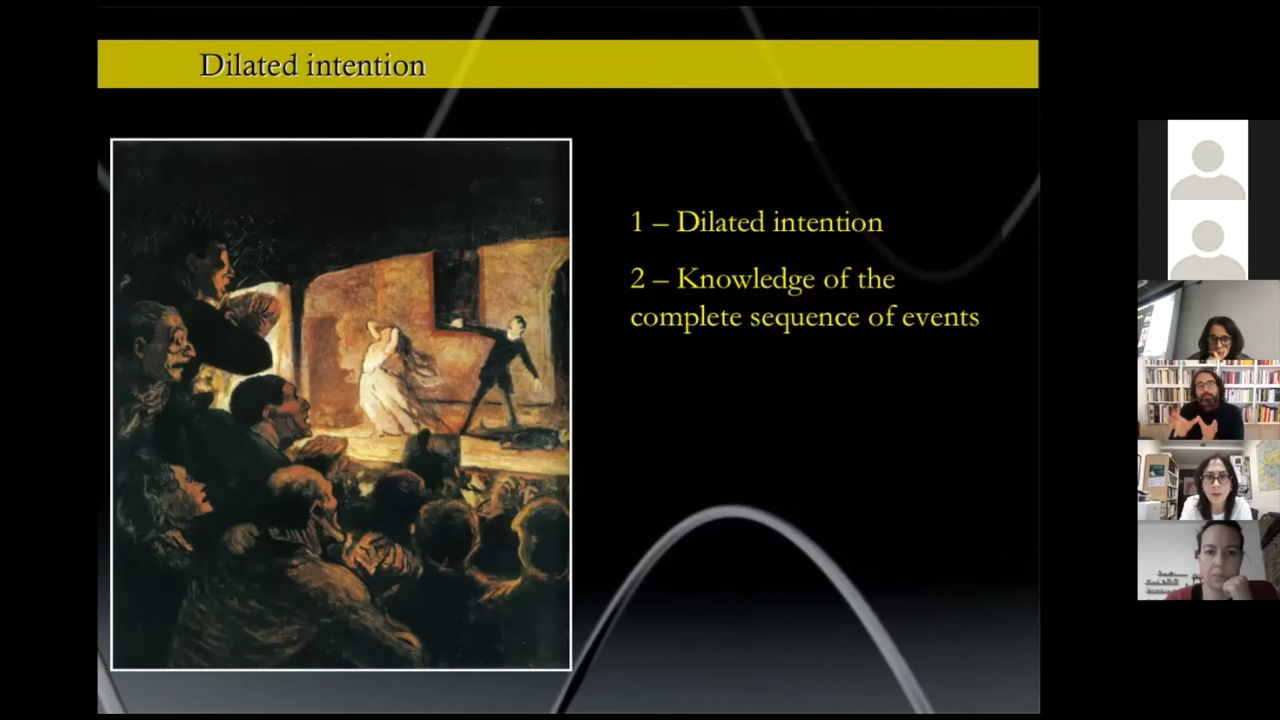 Dilated intention
1 – Dilated intention
2 – Knowledge of the
complete sequence of events